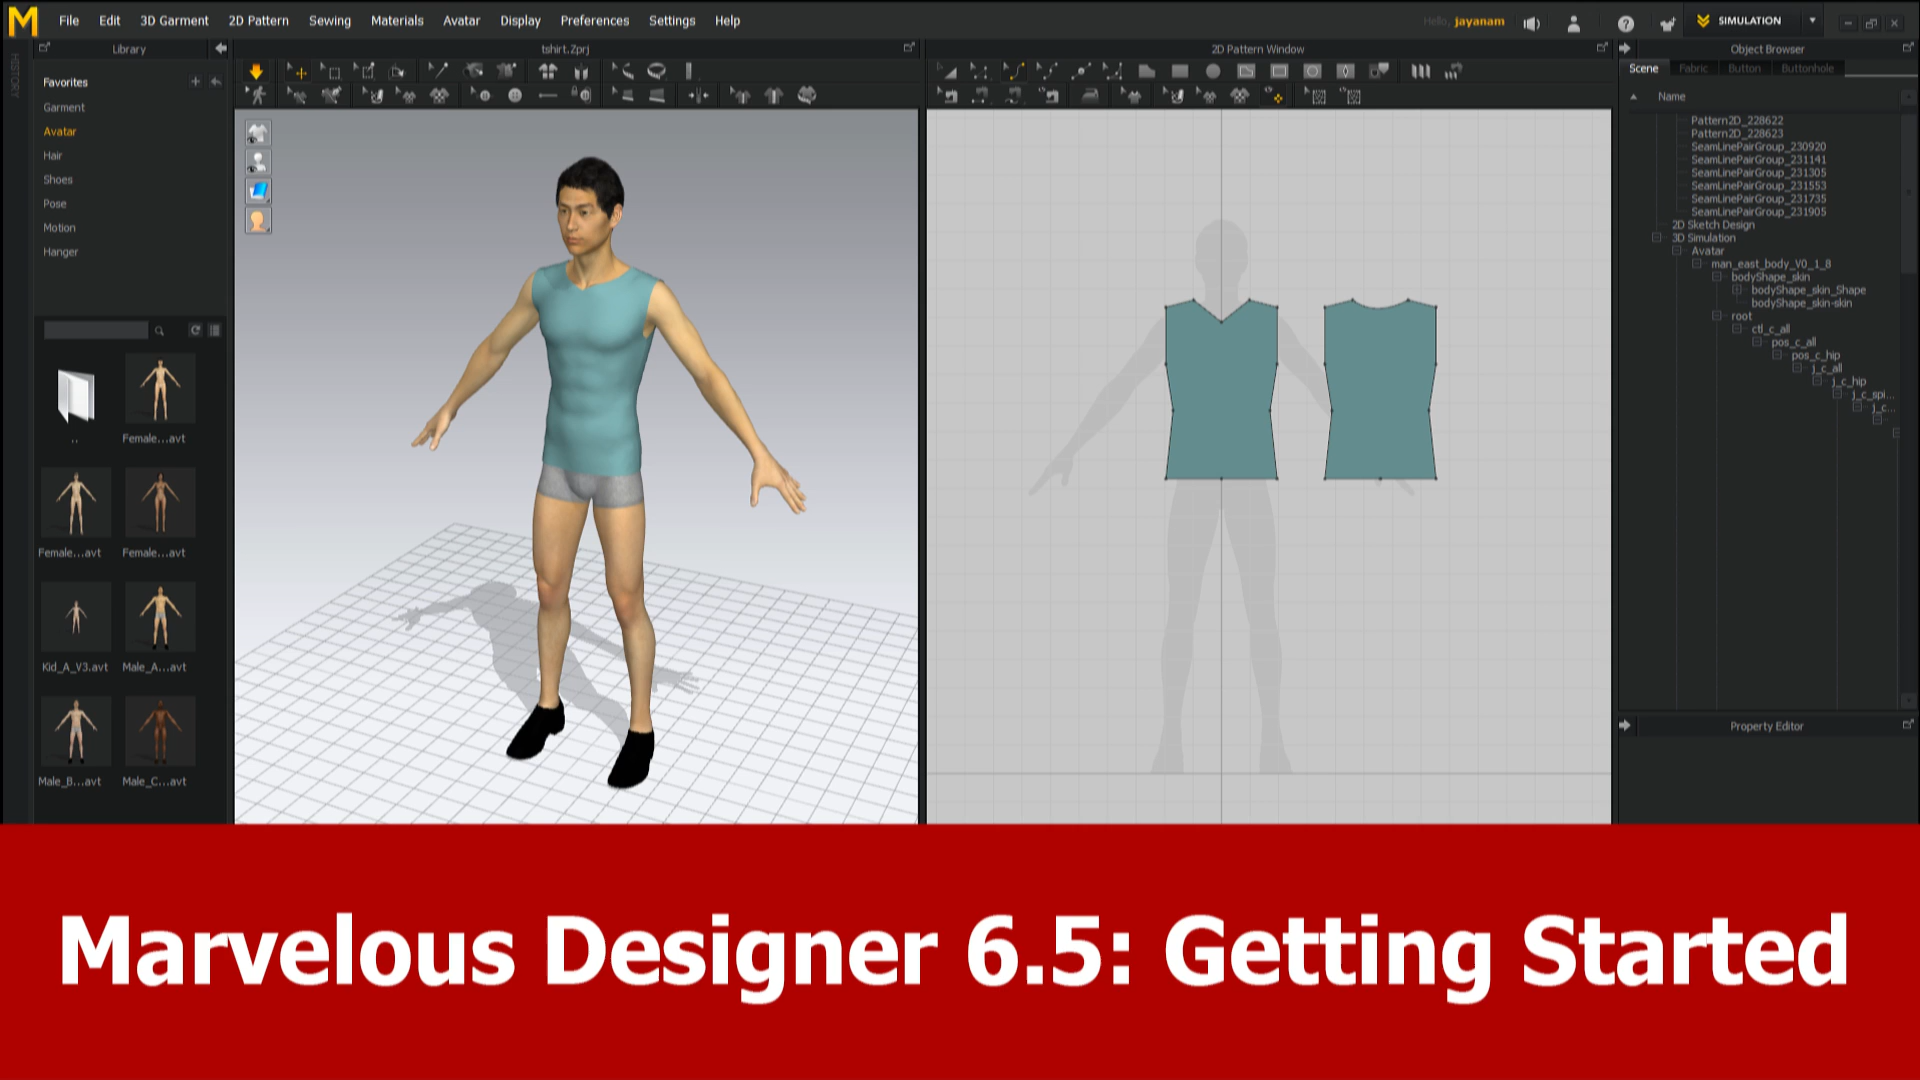 M File Edit 3D Garment 2D Pattern Sewing Materials Avatar Display Preferences Settings Help Hello, jayanam ? SIMULATION
HISTORY
Library
tshirt.Zprj
2D Pattern Window
Object Browser
Favorites
Garment
Avatar
Hair
Shoes
Pose
Motion
Hanger
..
Female...avt
Female...avt
Female...avt
Kid_A_V3.avt
Male_A...avt
Male_B...avt
Male_C...avt
Scene Fabric Button Buttonhole
Name
Pattern2D_228622
Pattern2D_228623
SeamLinePairGroup_230920
SeamLinePairGroup_231141
SeamLinePairGroup_231305
SeamLinePairGroup_231553
SeamLinePairGroup_231735
SeamLinePairGroup_231905
2D Sketch Design
3D Simulation
Avatar
man_east_body_V0_1_8
bodyShape_skin
bodyShape_skin_Shape
bodyShape_skin-skin
root
ctl_c_all
pos_c_all
pos_c_hip
j_c_all
j_c_hip
j_c_spi...
j_c...
Property Editor
Marvelous Designer 6.5: Getting Started